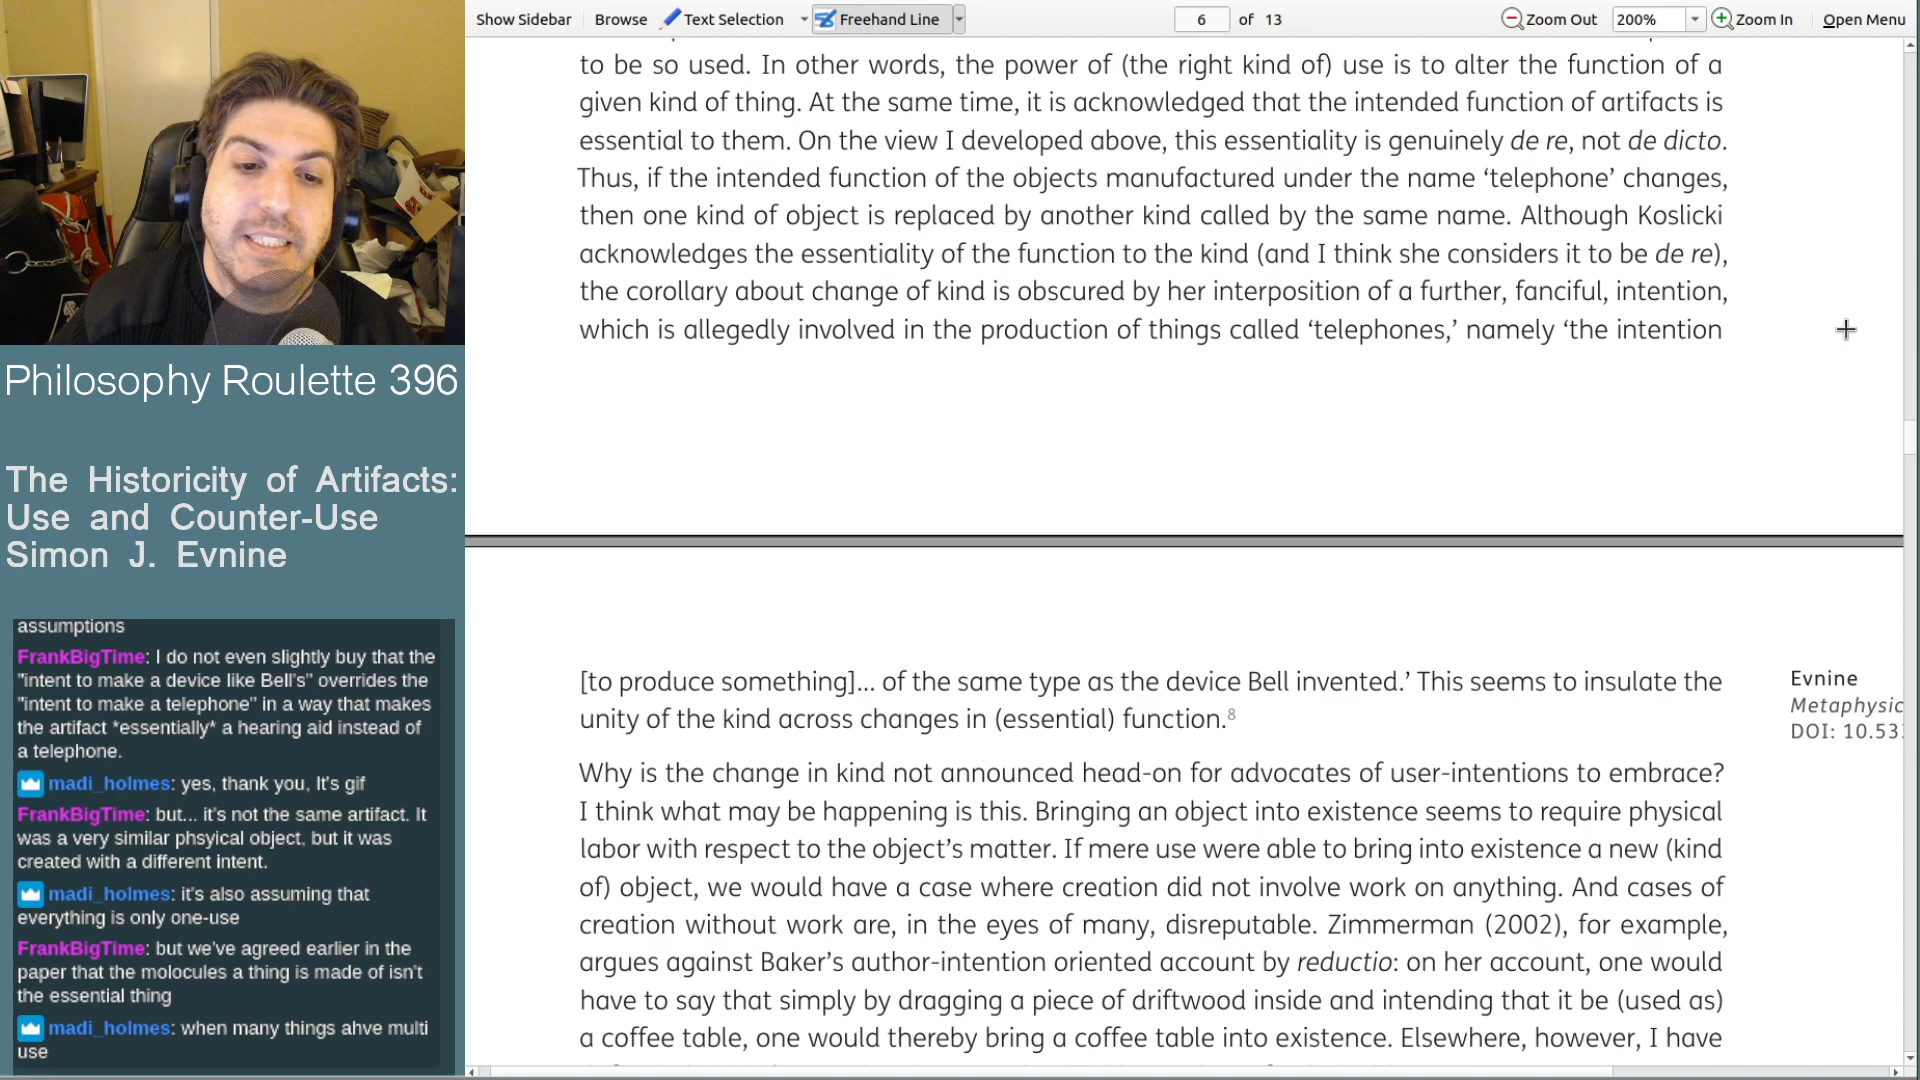 Show Sidebar Browse Text Selection Freehand Line 6 of 13 Zoom Out 200% Zoom In Open Menu
to be so used. In other words, the power of (the right kind of) use is to alter the function of a
given kind of thing. At the same time, it is acknowledged that the intended function of artifacts is
essential to them. On the view I developed above, this essentiality is genuinely de re, not de dicto.
Thus, if the intended function of the objects manufactured under the name ‘telephone’ changes,
then one kind of object is replaced by another kind called by the same name. Although Koslicki
acknowledges the essentiality of the function to the kind (and I think she considers it to be de re),
the corollary about change of kind is obscured by her interposition of a further, fanciful, intention,
which is allegedly involved in the production of things called ‘telephones,’ namely ‘the intention
[to produce something]... of the same type as the device Bell invented.’ This seems to insulate the
unity of the kind across changes in (essential) function.8
Evnine
Metaphysic
DOI: 10.53
Why is the change in kind not announced head-on for advocates of user-intentions to embrace?
I think what may be happening is this. Bringing an object into existence seems to require physical
labor with respect to the object’s matter. If mere use were able to bring into existence a new (kind
of) object, we would have a case where creation did not involve work on anything. And cases of
creation without work are, in the eyes of many, disreputable. Zimmerman (2002), for example,
argues against Baker’s author-intention oriented account by reductio: on her account, one would
have to say that simply by dragging a piece of driftwood inside and intending that it be (used as)
a coffee table, one would thereby bring a coffee table into existence. Elsewhere, however, I have
Philosophy Roulette 396
The Historicity of Artifacts:
Use and Counter-Use
Simon J. Evnine
assumptions
FrankBigTime: I do not even slightly buy that the
"intent to make a device like Bell's" overrides the
"intent to make a telephone" in a way that makes
the artifact *essentially* a hearing aid instead of
a telephone.
madi_holmes: yes, thank you, It's gif
FrankBigTime: but... it's not the same artifact. It
was a very similar phsyical object, but it was
created with a different intent.
madi_holmes: it's also assuming that
everything is only one-use
FrankBigTime: but we've agreed earlier in the
paper that the molocules a thing is made of isn't
the essential thing
madi_holmes: when many things ahve multi
use